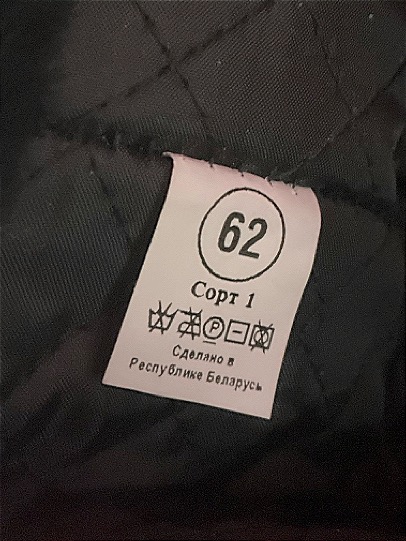 62
Сорт 1
P
Сделано в
Республике Беларусь